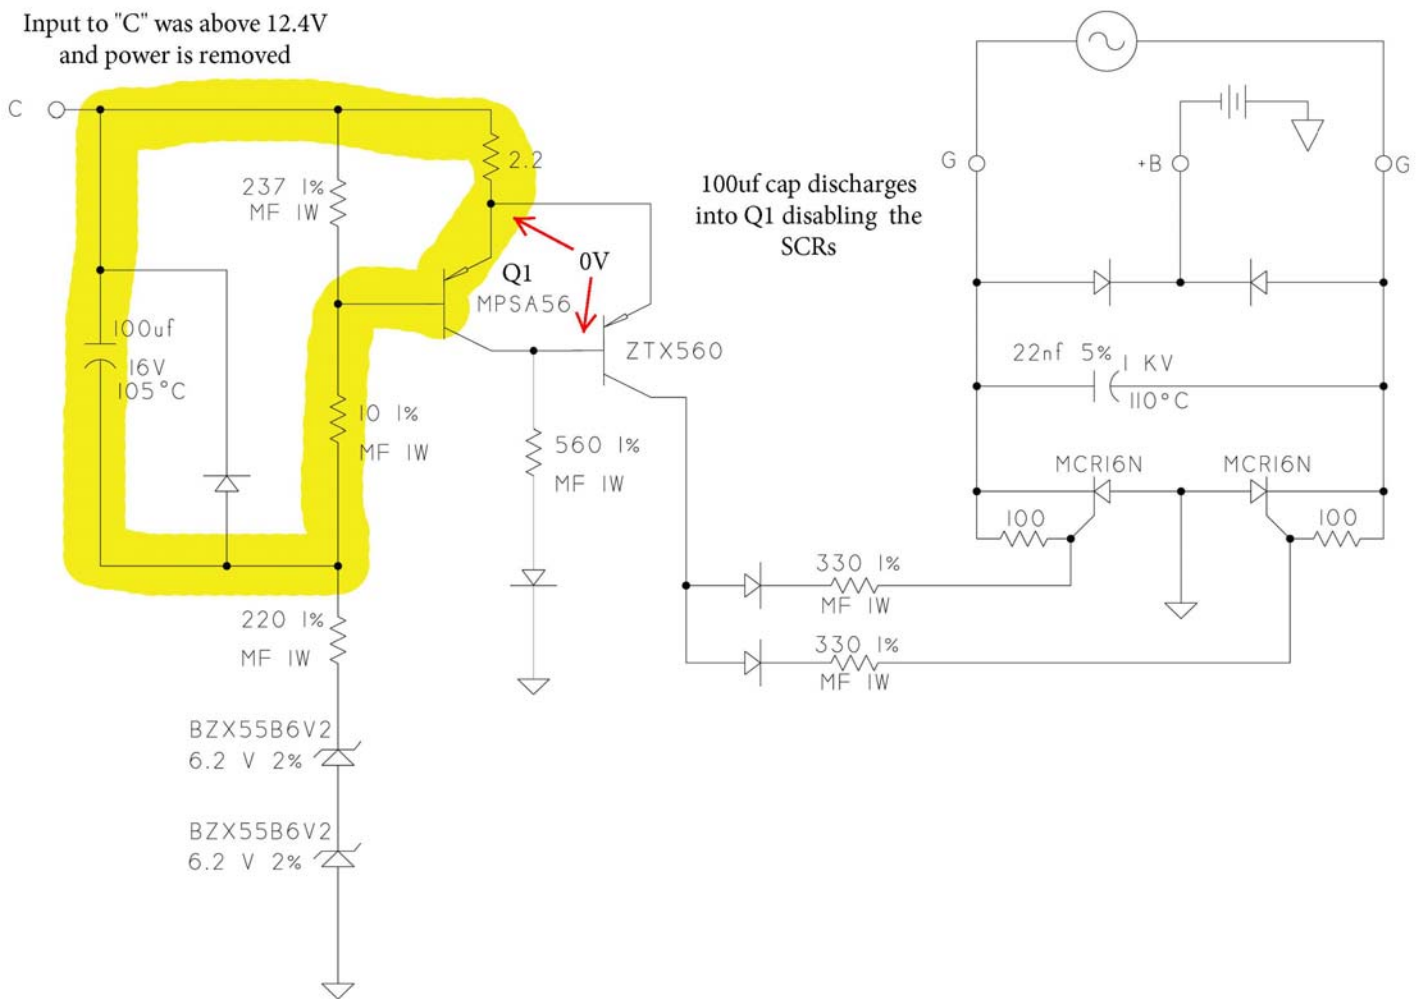 Input to "C" was above 12.4V
and power is removed
C
2.2
237 1%
MF 1W
G
+B
G
100uf cap discharges
into Q1 disabling the
SCRs
0V
Q1
MPSA56
100uf
16V
105°C
ZTX560
22nf 5%
1 KV
110°C
10 1%
MF 1W
560 1%
MF 1W
MCR16N
MCR16N
100
100
330 1%
MF 1W
220 1%
MF 1W
330 1%
MF 1W
BZX55B6V2
6.2 V 2%
BZX55B6V2
6.2 V 2%